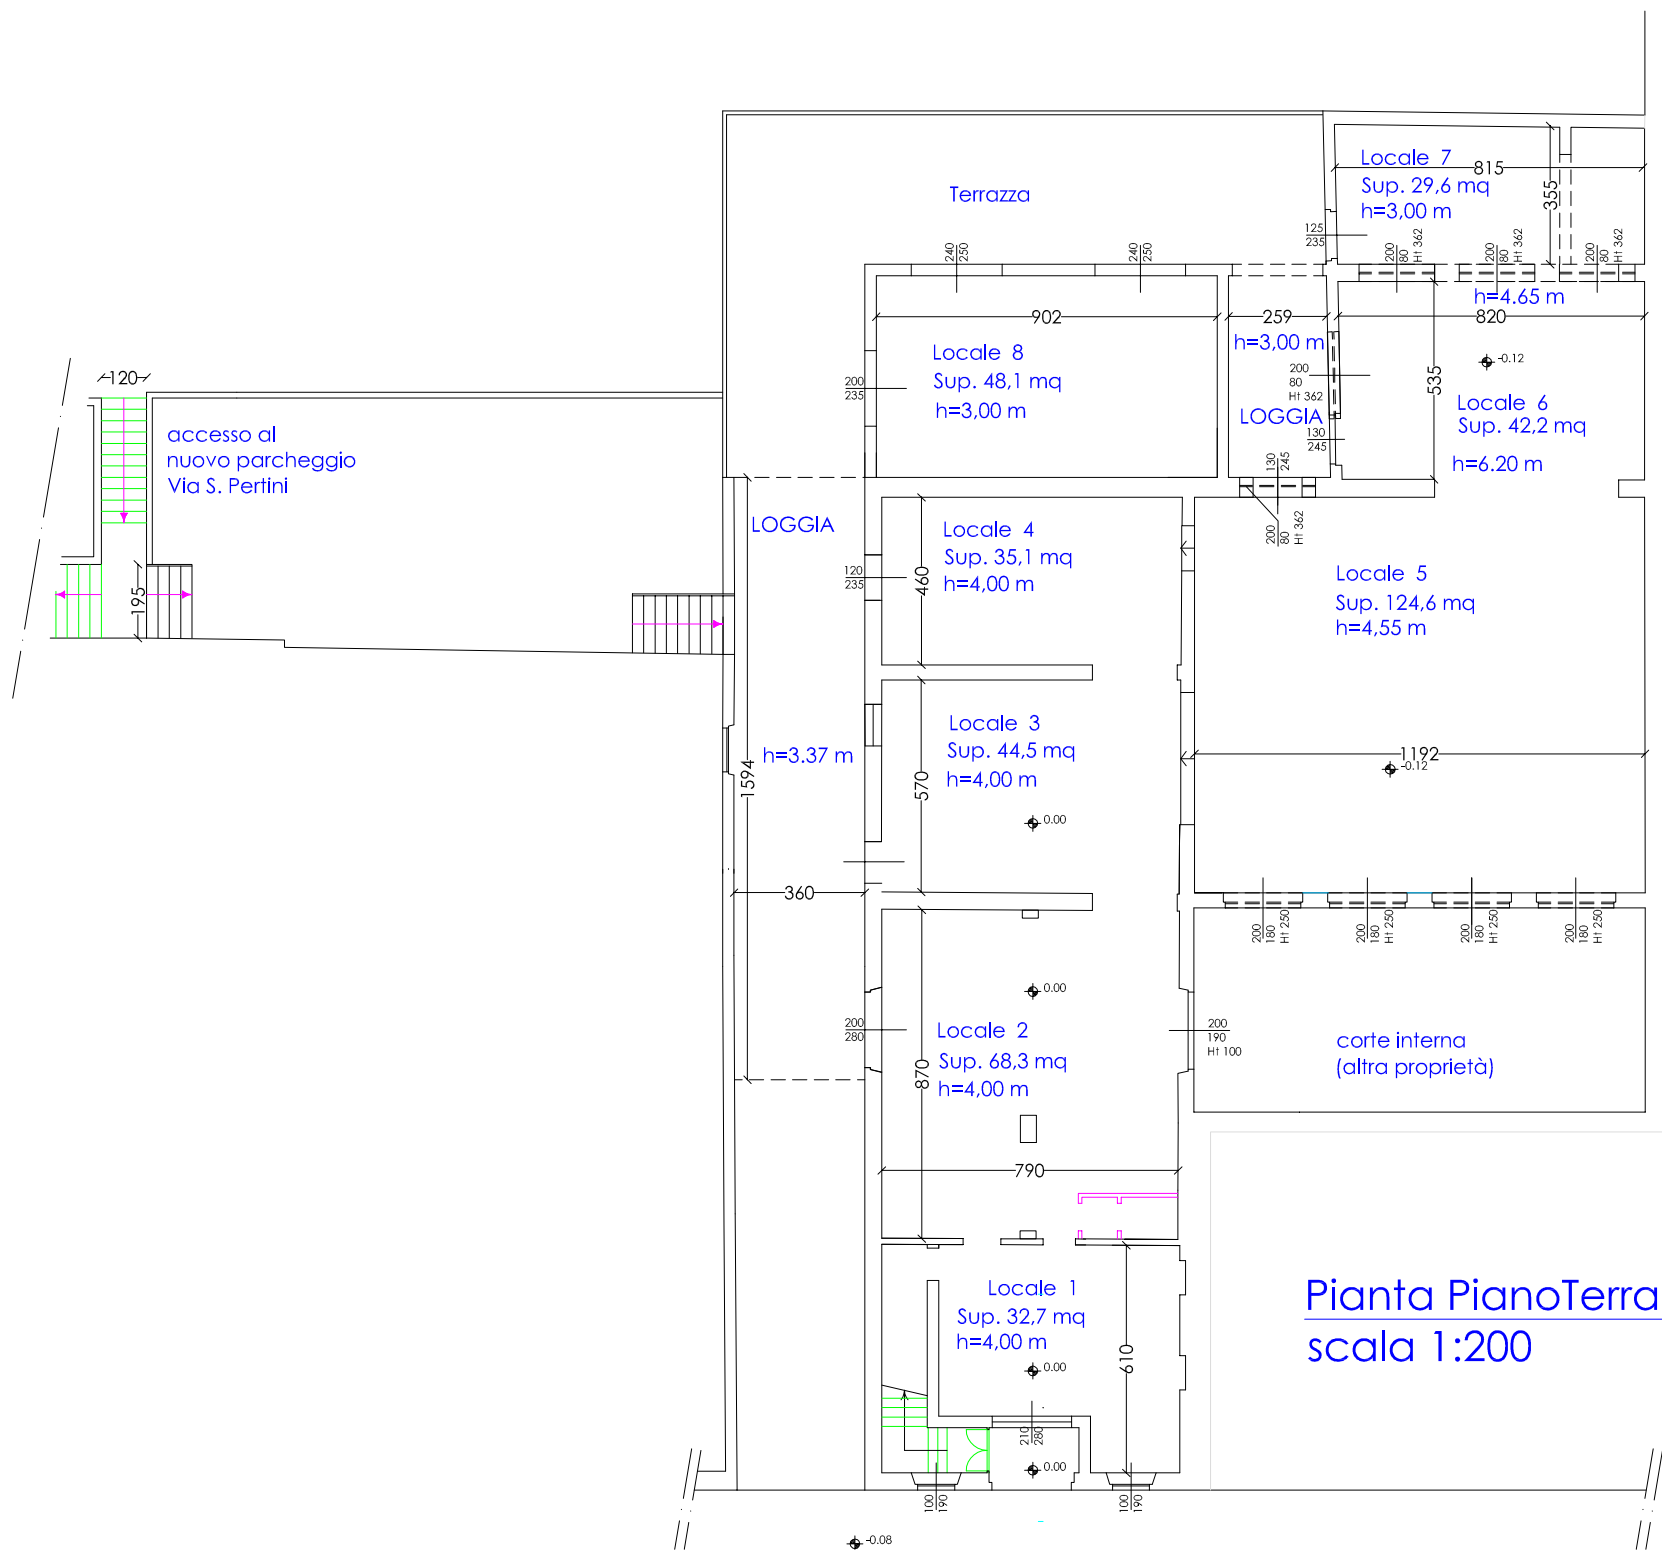 Locale 7
815
Sup. 29,6 mq
h=3,00 m
355
Terrazza
125
235
240
250
240
250
200
80
Ht 362
200
80
Ht 362
200
80
Ht 362
h=4.65 m
902
259
820
h=3,00 m
Locale 8
Sup. 48,1 mq
h=3,00 m
200
235
200
80
Ht 362
-0.12
535
LOGGIA
130
245
Locale 6
Sup. 42,2 mq
h=6.20 m
120
accesso al
nuovo parcheggio
Via S. Pertini
195
130
245
200
80
Ht 362
LOGGIA
Locale 4
Sup. 35,1 mq
h=4,00 m
460
120
235
Locale 5
Sup. 124,6 mq
h=4,55 m
Locale 3
Sup. 44,5 mq
h=4,00 m
570
h=3.37 m
1594
1192
-0.12
0.00
360
200
180
Ht 250
200
180
Ht 250
200
180
Ht 250
200
180
Ht 250
0.00
200
280
Locale 2
Sup. 68,3 mq
h=4,00 m
870
200
190
Ht 100
corte interna
(altra proprietà)
790
Locale 1
Sup. 32,7 mq
h=4,00 m
610
0.00
Pianta PianoTerra
scala 1:200
210
280
0.00
100
190
100
190
-0.08